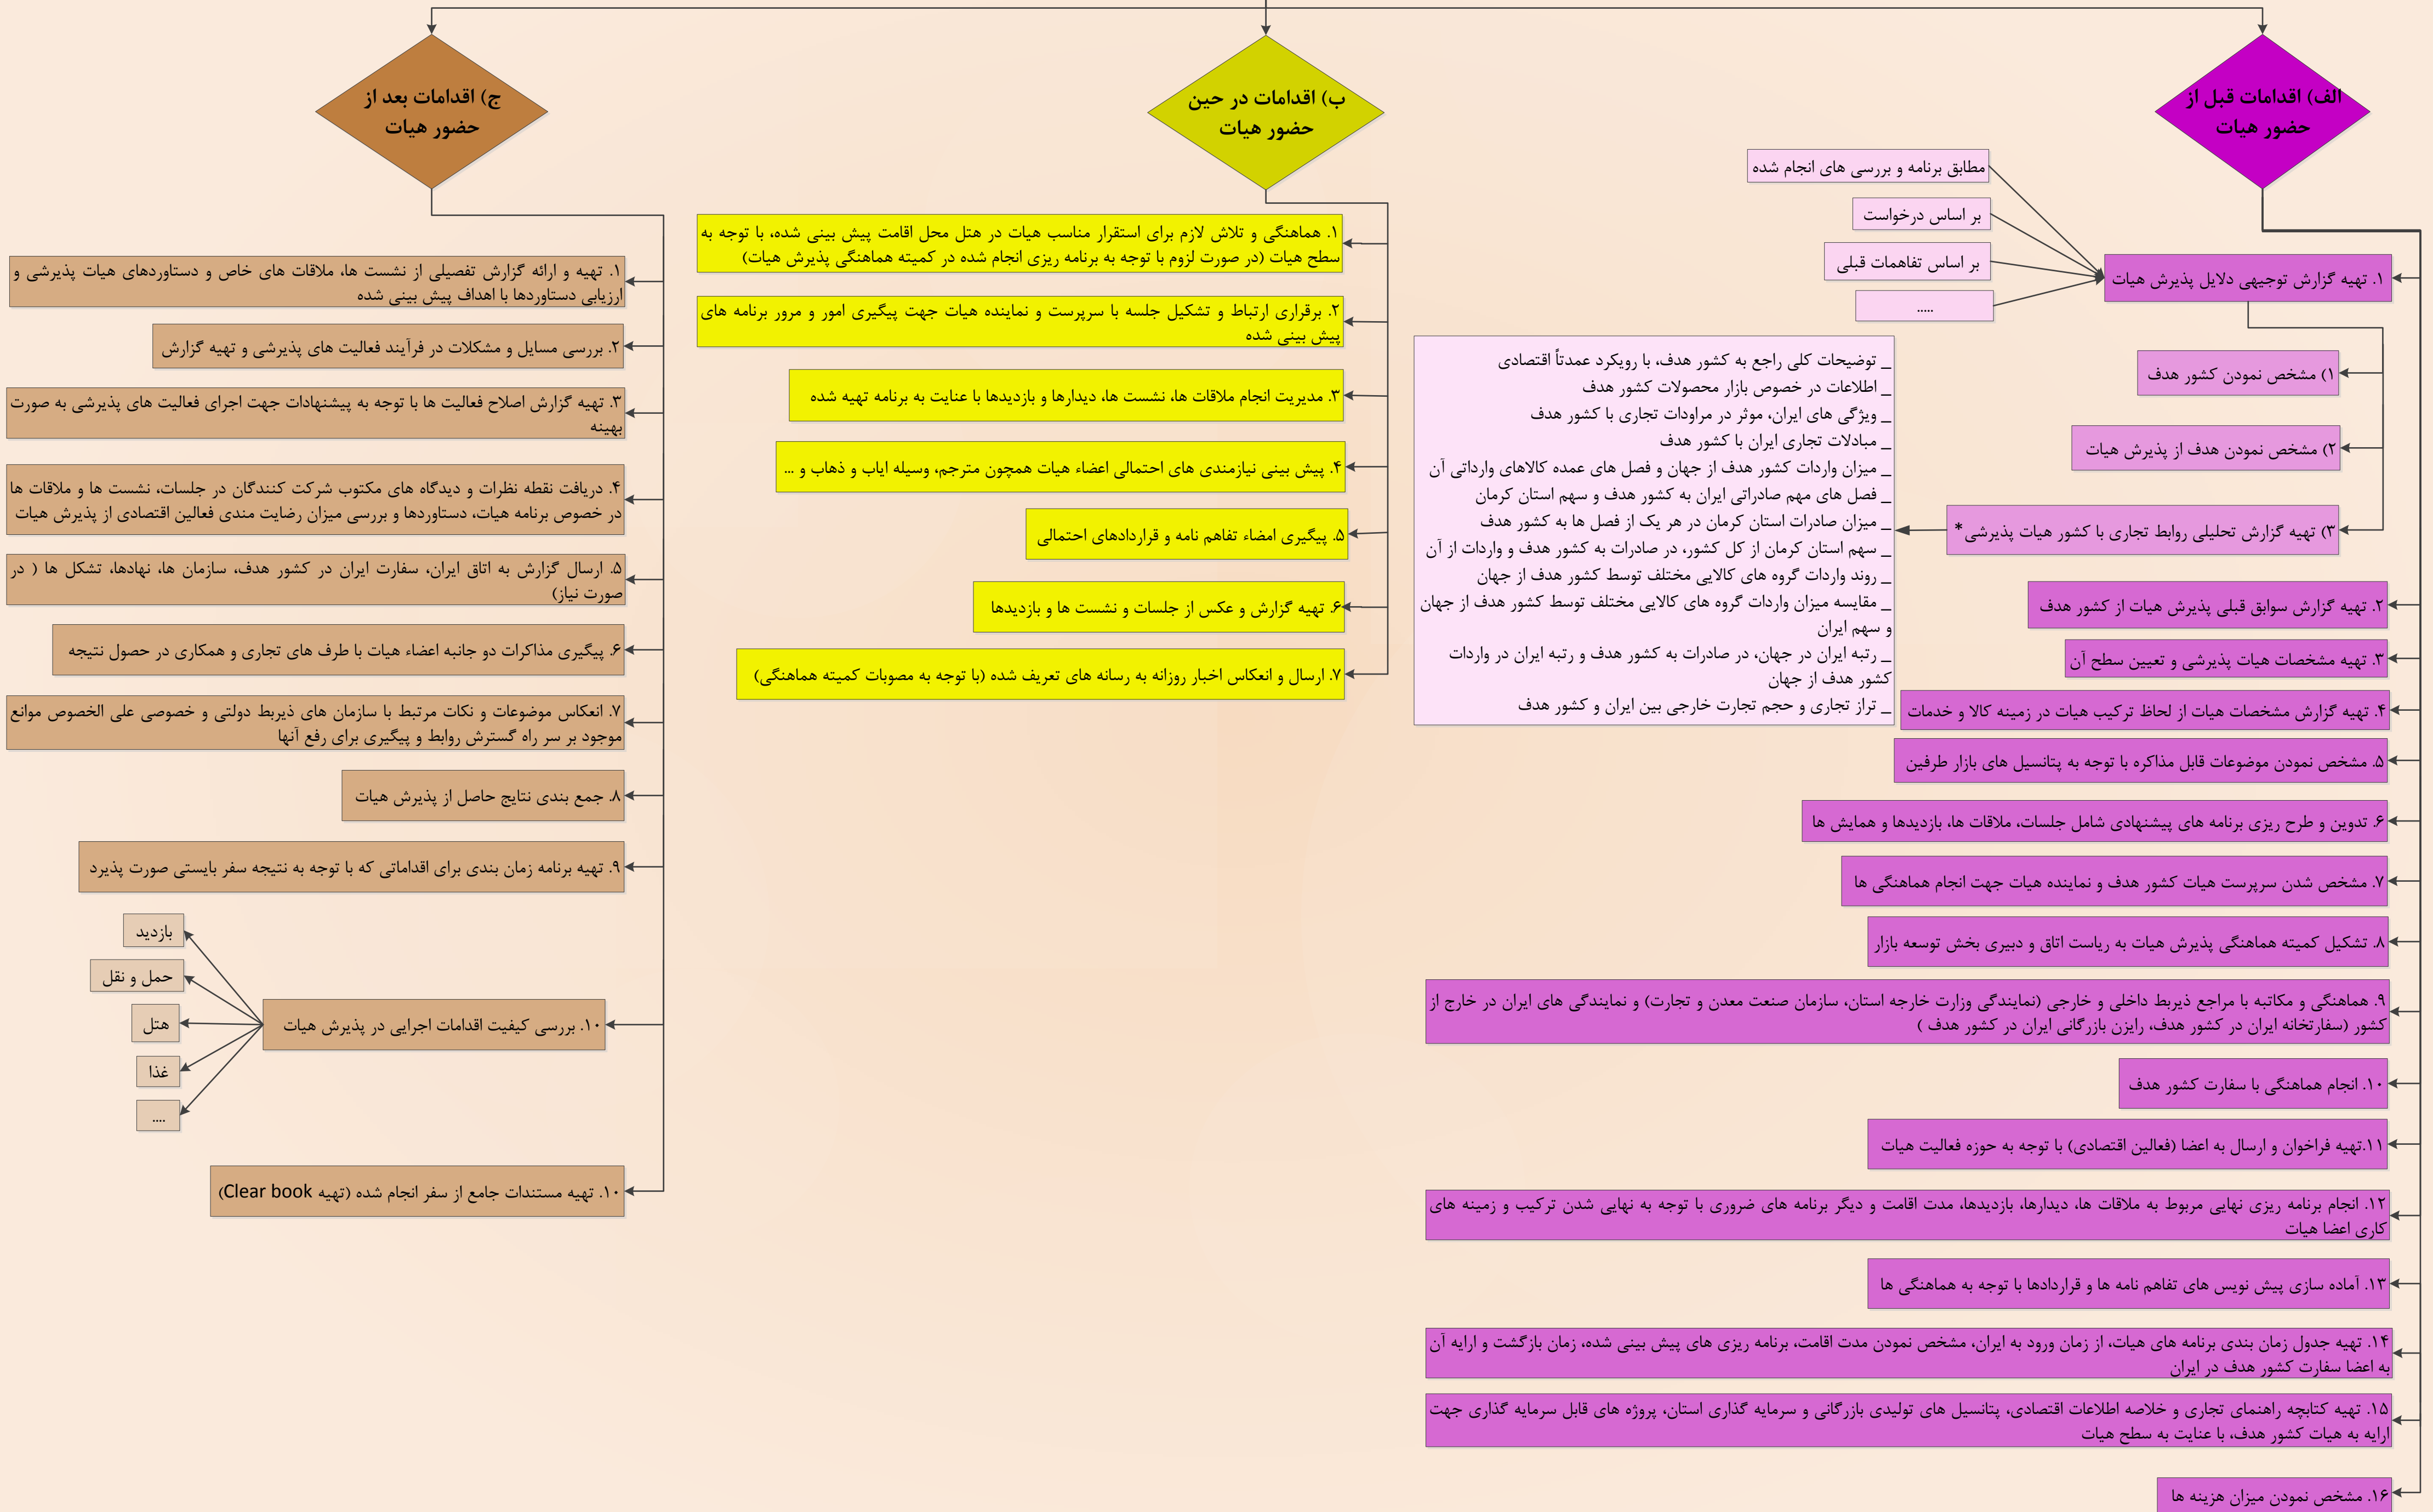 الف) اقدامات قبل از
حضور هیات
مطابق برنامه و بررسی های انجام شده
بر اساس درخواست
بر اساس تفاهمات قبلی
.....
۱. تهیه گزارش توجیهی دلایل پذیرش هیات
۱) مشخص نمودن کشور هدف
۲) مشخص نمودن هدف از پذیرش هیات
۳) تهیه گزارش تحلیلی روابط تجاری با کشور هیات پذیرشی*
_ توضیحات کلی راجع به کشور هدف، با رویکرد عمدتاً اقتصادی
_ اطلاعات در خصوص بازار محصولات کشور هدف
_ ویژگی های ایران، موثر در مراودات تجاری با کشور هدف
_ مبادلات تجاری ایران با کشور هدف
_ میزان واردات کشور هدف از جهان و فصل های عمده کالاهای وارداتی آن
_ فصل های مهم صادراتی ایران به کشور هدف و سهم استان کرمان
_ میزان صادرات استان کرمان در هر یک از فصل ها به کشور هدف
_ سهم استان کرمان از کل کشور، در صادرات به کشور هدف و واردات از آن
_ روند واردات گروه های کالایی مختلف توسط کشور هدف از جهان
_ مقایسه میزان واردات گروه های کالایی مختلف توسط کشور هدف از جهان
و سهم ایران
_ رتبه ایران در جهان، در صادرات به کشور هدف و رتبه ایران در واردات
کشور هدف از جهان
_ تراز تجاری و حجم تجارت خارجی بین ایران و کشور هدف
۲. تهیه گزارش سوابق قبلی پذیرش هیات از کشور هدف
۳. تهیه مشخصات هیات پذیرشی و تعیین سطح آن
۴. تهیه گزارش مشخصات هیات از لحاظ ترکیب هیات در زمینه کالا و خدمات
۵. مشخص نمودن موضوعات قابل مذاکره با توجه به پتانسیل های بازار طرفین
۶. تدوین و طرح ریزی برنامه های پیشنهادی شامل جلسات، ملاقات ها، بازدیدها و همایش ها
۷. مشخص شدن سرپرست هیات کشور هدف و نماینده هیات جهت انجام هماهنگی ها
۸. تشکیل کمیته هماهنگی پذیرش هیات به ریاست اتاق و دبیری بخش توسعه بازار
۹. هماهنگی و مکاتبه با مراجع ذیربط داخلی و خارجی (نمایندگی وزارت خارجه استان، سازمان صنعت معدن و تجارت) و نمایندگی های ایران در خارج از
کشور (سفارتخانه ایران در کشور هدف، رایزن بازرگانی ایران در کشور هدف )
۱۰. انجام هماهنگی با سفارت کشور هدف
۱۱.تهیه فراخوان و ارسال به اعضا (فعالین اقتصادی) با توجه به حوزه فعالیت هیات
۱۲. انجام برنامه ریزی نهایی مربوط به ملاقات ها، دیدارها، بازدیدها، مدت اقامت و دیگر برنامه های ضروری با توجه به نهایی شدن ترکیب و زمینه های
کاری اعضا هیات
۱۳. آماده سازی پیش نویس های تفاهم نامه ها و قراردادها با توجه به هماهنگی ها
۱۴. تهیه جدول زمان بندی برنامه های هیات، از زمان ورود به ایران، مشخص نمودن مدت اقامت، برنامه ریزی های پیش بینی شده، زمان بازگشت و ارایه آن
به اعضا سفارت کشور هدف در ایران
۱۵. تهیه کتابچه راهنمای تجاری و خلاصه اطلاعات اقتصادی، پتانسیل های تولیدی بازرگانی و سرمایه گذاری استان، پروژه های قابل سرمایه گذاری جهت
ارایه به هیات کشور هدف، با عنایت به سطح هیات
۱۶. مشخص نمودن میزان هزینه ها
ب) اقدامات در حین
حضور هیات
۱. هماهنگی و تلاش لازم برای استقرار مناسب هیات در هتل محل اقامت پیش بینی شده، با توجه به
سطح هیات (در صورت لزوم با توجه به برنامه ریزی انجام شده در کمیته هماهنگی پذیرش هیات)
۲. برقراری ارتباط و تشکیل جلسه با سرپرست و نماینده هیات جهت پیگیری امور و مرور برنامه های
پیش بینی شده
۳. مدیریت انجام ملاقات ها، نشست ها، دیدارها و بازدیدها با عنایت به برنامه تهیه شده
۴. پیش بینی نیازمندی های احتمالی اعضاء هیات همچون مترجم، وسیله ایاب و ذهاب و ...
۵. پیگیری امضاء تفاهم نامه و قراردادهای احتمالی
۶. تهیه گزارش و عکس از جلسات و نشست ها و بازدیدها
۷. ارسال و انعکاس اخبار روزانه به رسانه های تعریف شده (با توجه به مصوبات کمیته هماهنگی)
ج) اقدامات بعد از
حضور هیات
۱. تهیه و ارائه گزارش تفصیلی از نشست ها، ملاقات های خاص و دستاوردهای هیات پذیرشی و
ارزیابی دستاوردها با اهداف پیش بینی شده
۲. بررسی مسایل و مشکلات در فرآیند فعالیت های پذیرشی و تهیه گزارش
۳. تهیه گزارش اصلاح فعالیت ها با توجه به پیشنهادات جهت اجرای فعالیت های پذیرشی به صورت
بهینه
۴. دریافت نقطه نظرات و دیدگاه های مکتوب شرکت کنندگان در جلسات، نشست ها و ملاقات ها
در خصوص برنامه هیات، دستاوردها و بررسی میزان رضایت مندی فعالین اقتصادی از پذیرش هیات
۵. ارسال گزارش به اتاق ایران، سفارت ایران در کشور هدف، سازمان ها، نهادها، تشکل ها ( در
صورت نیاز)
۶. پیگیری مذاکرات دو جانبه اعضاء هیات با طرف های تجاری و همکاری در حصول نتیجه
۷. انعکاس موضوعات و نکات مرتبط با سازمان های ذیربط دولتی و خصوصی علی الخصوص موانع
موجود بر سر راه گسترش روابط و پیگیری برای رفع آنها
۸. جمع بندی نتایج حاصل از پذیرش هیات
۹. تهیه برنامه زمان بندی برای اقداماتی که با توجه به نتیجه سفر بایستی صورت پذیرد
۱۰. بررسی کیفیت اقدامات اجرایی در پذیرش هیات
بازدید
حمل و نقل
هتل
غذا
....
۱۰. تهیه مستندات جامع از سفر انجام شده (تهیه Clear book)